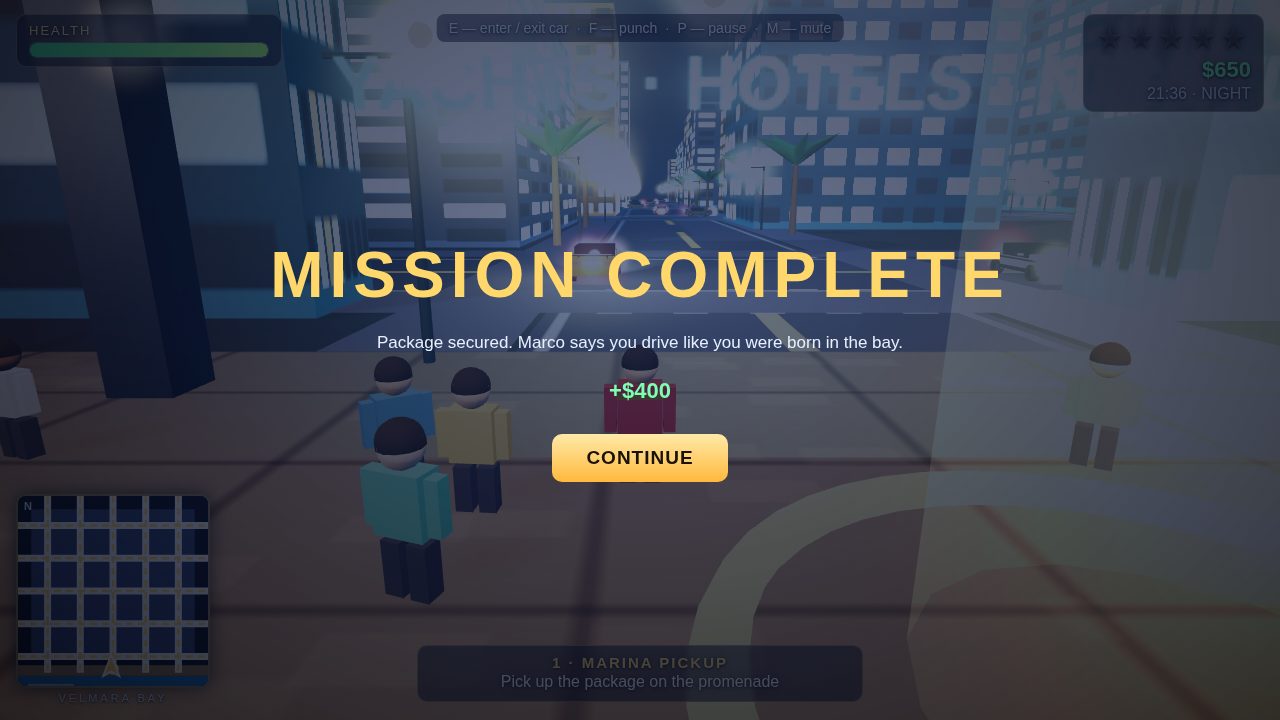 HEALTH
E — enter / exit car · F — punch · P — pause · M — mute
$650
21:36 · NIGHT
· HOTELS
MISSION COMPLETE
Package secured. Marco says you drive like you were born in the bay.
+$400
CONTINUE
N
1 · MARINA PICKUP
Pick up the package on the promenade
VELMARA BAY